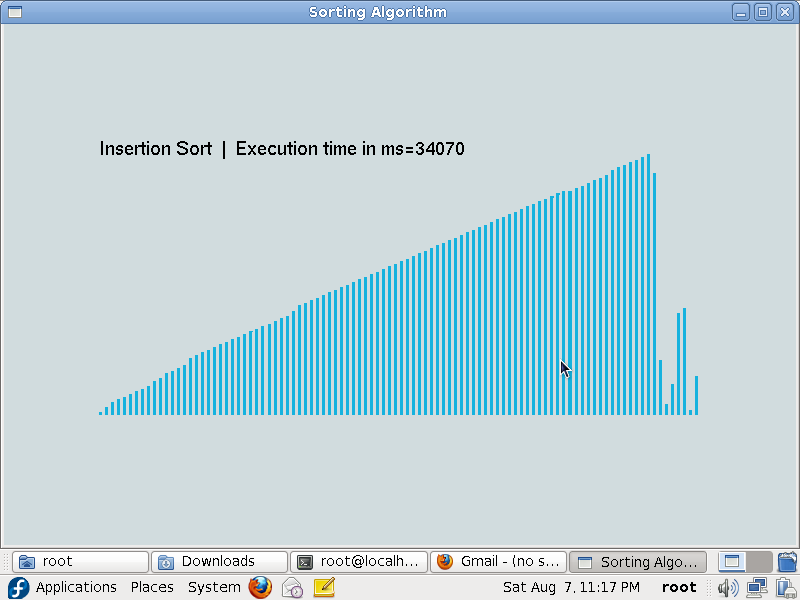 Sorting Algorithm
Insertion Sort | Execution time in ms=34070
root
Downloads
root@localh...
Gmail - (no s...
Sorting Algo...
Applications Places System
Sat Aug 7, 11:17 PM
root